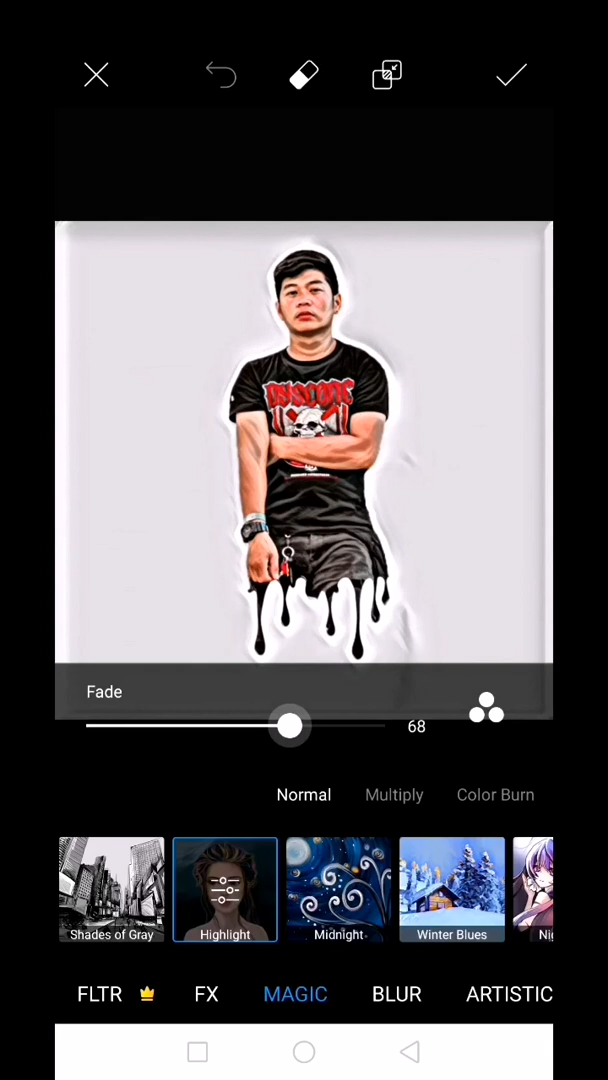 Fade
68
Normal Multiply Color Burn
Shades of Gray Highlight Midnight Winter Blues
FLTR FX MAGIC BLUR ARTISTIC